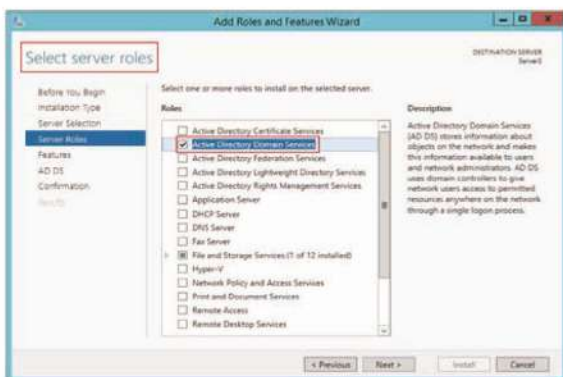 Add Roles and Features Wizard
Select server roles
DESTINATION SERVER
Before You Begin
Installation Type
Server Selection
Server Roles
Features
AD DS
Confirmation
Results
Select one or more roles to install on the selected server.
Roles
Active Directory Certificate Services
Active Directory Domain Services
Active Directory Federation Services
Active Directory Lightweight Directory Services
Active Directory Rights Management Services
Application Server
DHCP Server
DNS Server
Fax Server
File and Storage Services (1 of 12 installed)
Hyper-V
Network Policy and Access Services
Print and Document Services
Remote Access
Remote Desktop Services
Description
Active Directory Domain Services
(AD DS) stores information about
objects on the network and makes
this information available to users
and network administrators. AD DS
uses domain controllers to give
network users access to permitted
resources anywhere on the network
through a single logon process.
< Previous
Next >
Install
Cancel